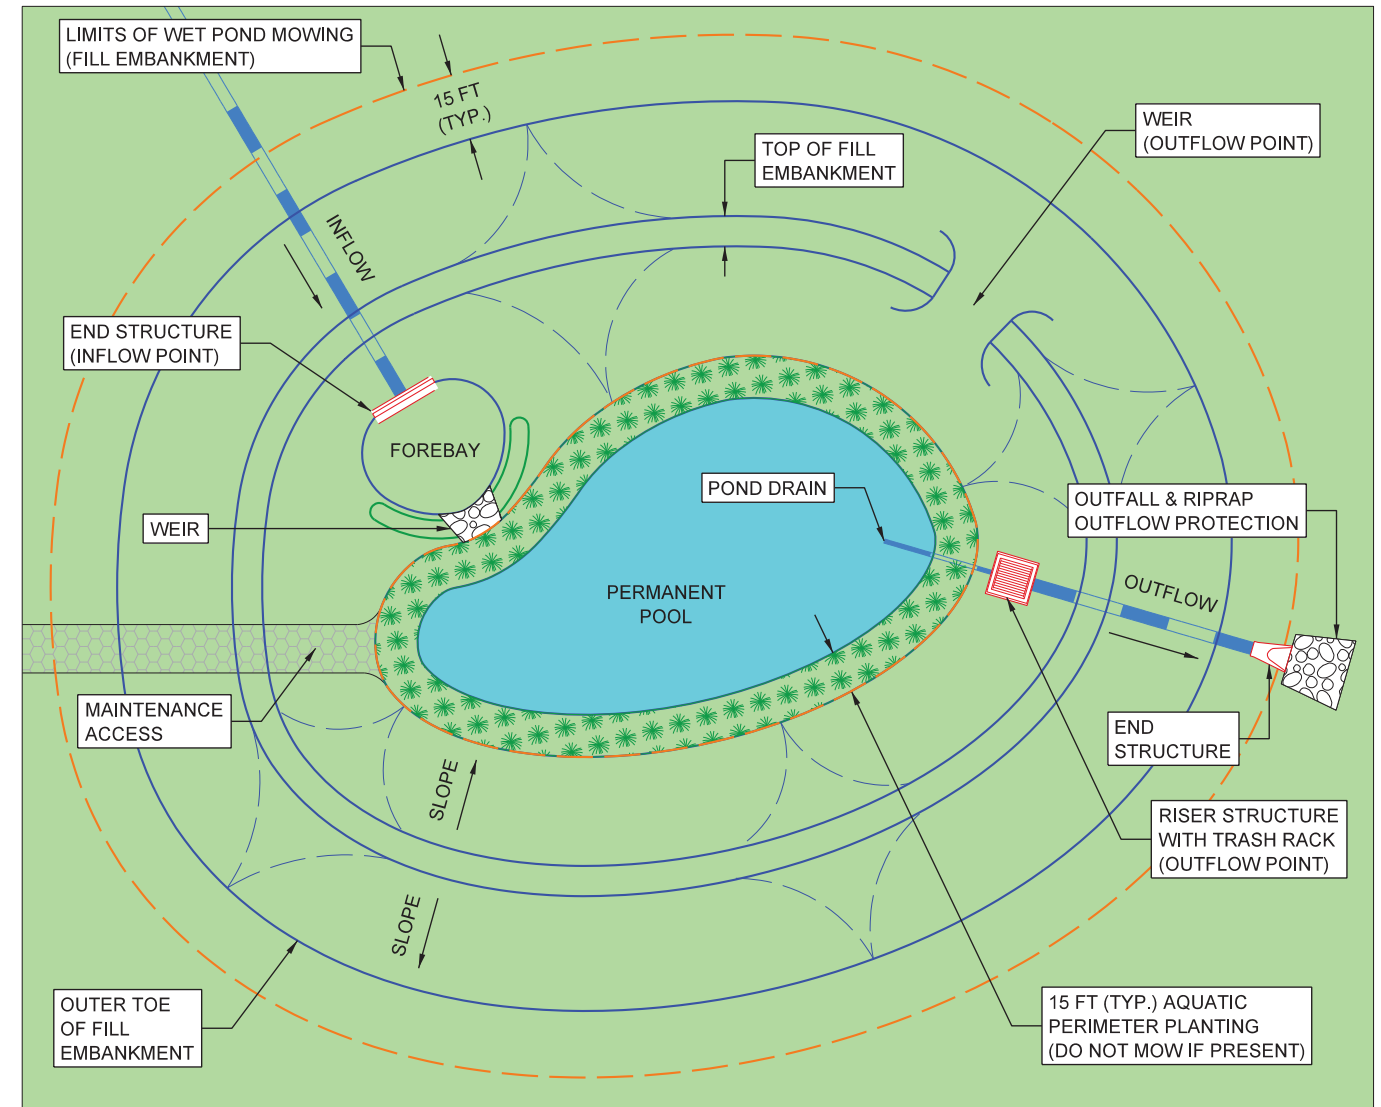 LIMITS OF WET POND MOWING
(FILL EMBANKMENT)
15 FT
(TYP.)
WEIR
(OUTFLOW POINT)
TOP OF FILL
EMBANKMENT
INFLOW
END STRUCTURE
(INFLOW POINT)
FOREBAY
POND DRAIN
OUTFALL & RIPRAP
OUTFLOW PROTECTION
WEIR
PERMANENT
POOL
OUTFLOW
MAINTENANCE
ACCESS
END
STRUCTURE
SLOPE
RISER STRUCTURE
WITH TRASH RACK
(OUTFLOW POINT)
SLOPE
OUTER TOE
OF FILL
EMBANKMENT
15 FT (TYP.) AQUATIC
PERIMETER PLANTING
(DO NOT MOW IF PRESENT)